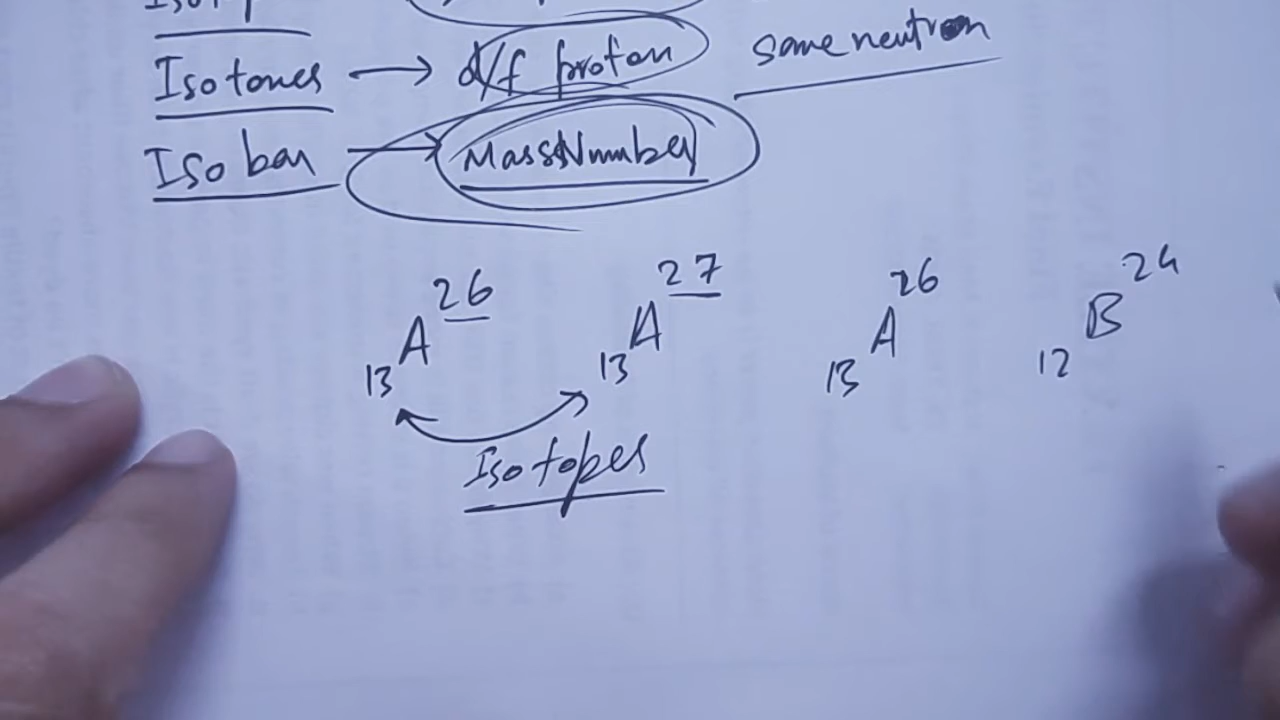 Isotones → d/f proton same neutron
Isobar → Mass Number
13 A 26 13 A 27 13 A 26 12 B 24
Isotopes